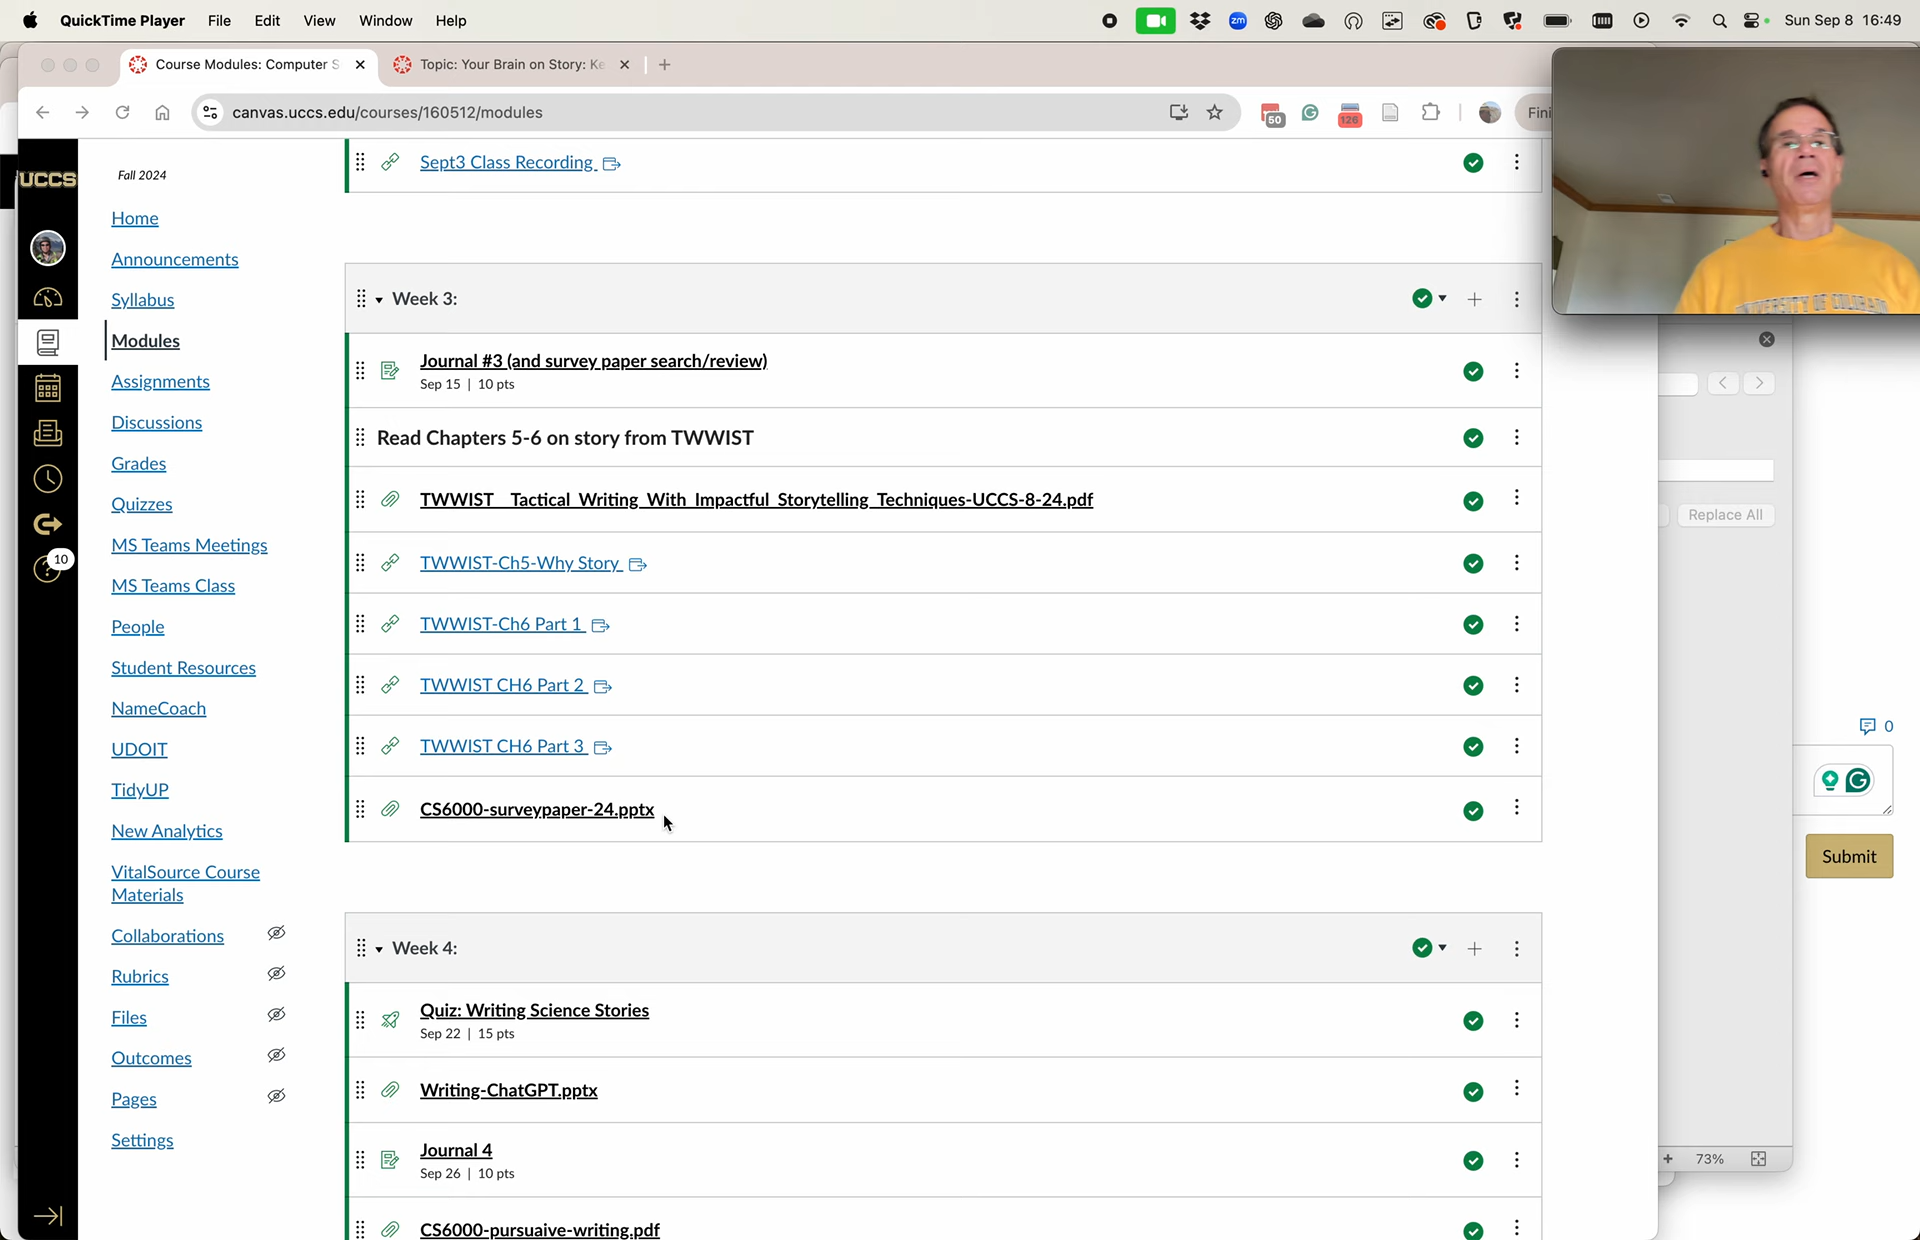 QuickTime Player File Edit View Window Help
zm
Sun Sep 8 16:49
Course Modules: Computer S
Topic: Your Brain on Story: Ke
canvas.uccs.edu/courses/160512/modules
50
126
Fini
UCCS
10
Fall 2024
Home
Announcements
Syllabus
Modules
Assignments
Discussions
Grades
Quizzes
MS Teams Meetings
MS Teams Class
People
Student Resources
NameCoach
UDOIT
TidyUP
New Analytics
VitalSource Course
Materials
Collaborations
Rubrics
Files
Outcomes
Pages
Settings
Sept3 Class Recording
Week 3:
Journal #3 (and survey paper search/review)
Sep 15 | 10 pts
Read Chapters 5-6 on story from TWWIST
TWWIST__Tactical_Writing_With_Impactful_Storytelling_Techniques-UCCS-8-24.pdf
TWWIST-Ch5-Why Story
TWWIST-Ch6 Part 1
TWWIST CH6 Part 2
TWWIST CH6 Part 3
CS6000-surveypaper-24.pptx
Week 4:
Quiz: Writing Science Stories
Sep 22 | 15 pts
Writing-ChatGPT.pptx
Journal 4
Sep 26 | 10 pts
CS6000-pursuaive-writing.pdf
Replace All
0
Submit
73%